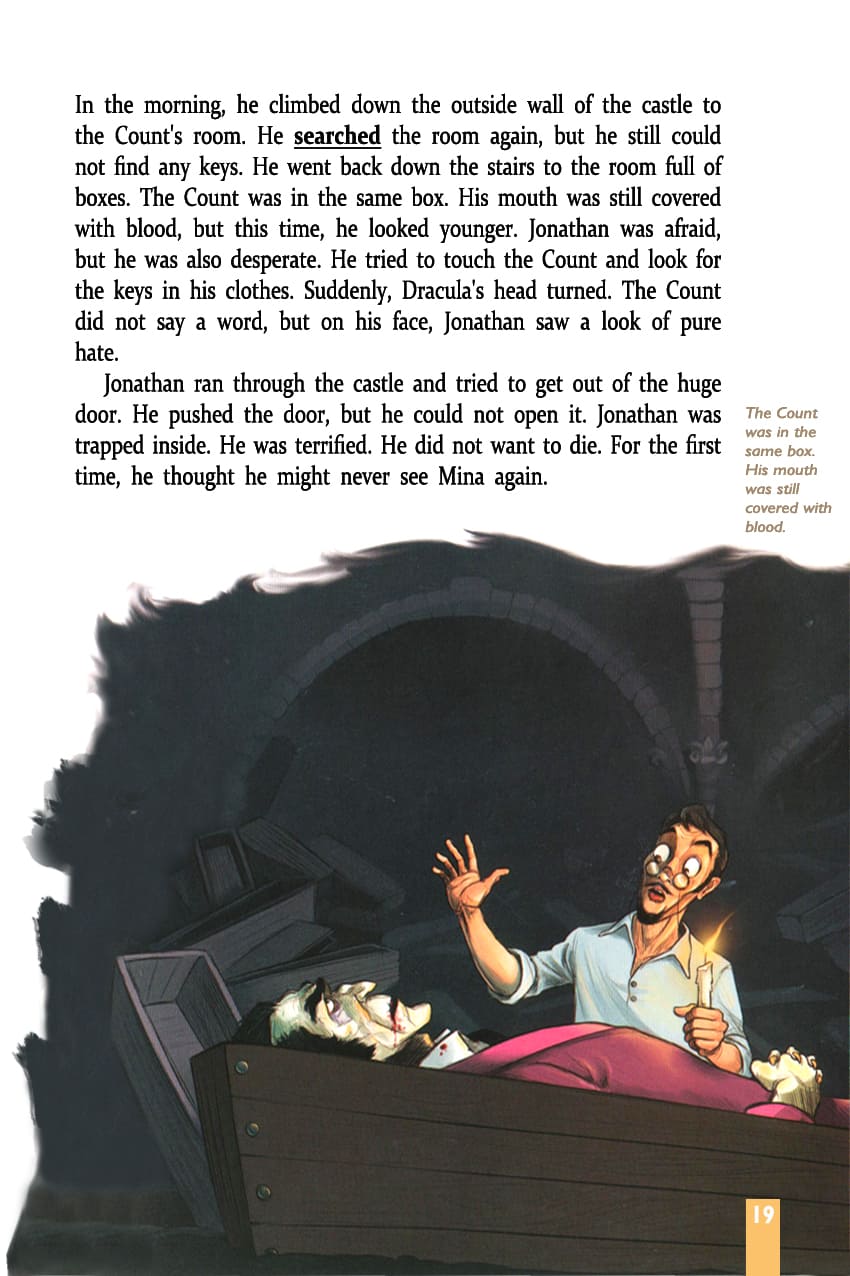 In the morning, he climbed down the outside wall of the castle to
the Count's room. He searched the room again, but he still could
not find any keys. He went back down the stairs to the room full of
boxes. The Count was in the same box. His mouth was still covered
with blood, but this time, he looked younger. Jonathan was afraid,
but he was also desperate. He tried to touch the Count and look for
the keys in his clothes. Suddenly, Dracula's head turned. The Count
did not say a word, but on his face, Jonathan saw a look of pure
hate.
Jonathan ran through the castle and tried to get out of the huge
door. He pushed the door, but he could not open it. Jonathan was
trapped inside. He was terrified. He did not want to die. For the first
time, he thought he might never see Mina again.
The Count
was in the
same box.
His mouth
was still
covered with
blood.
19